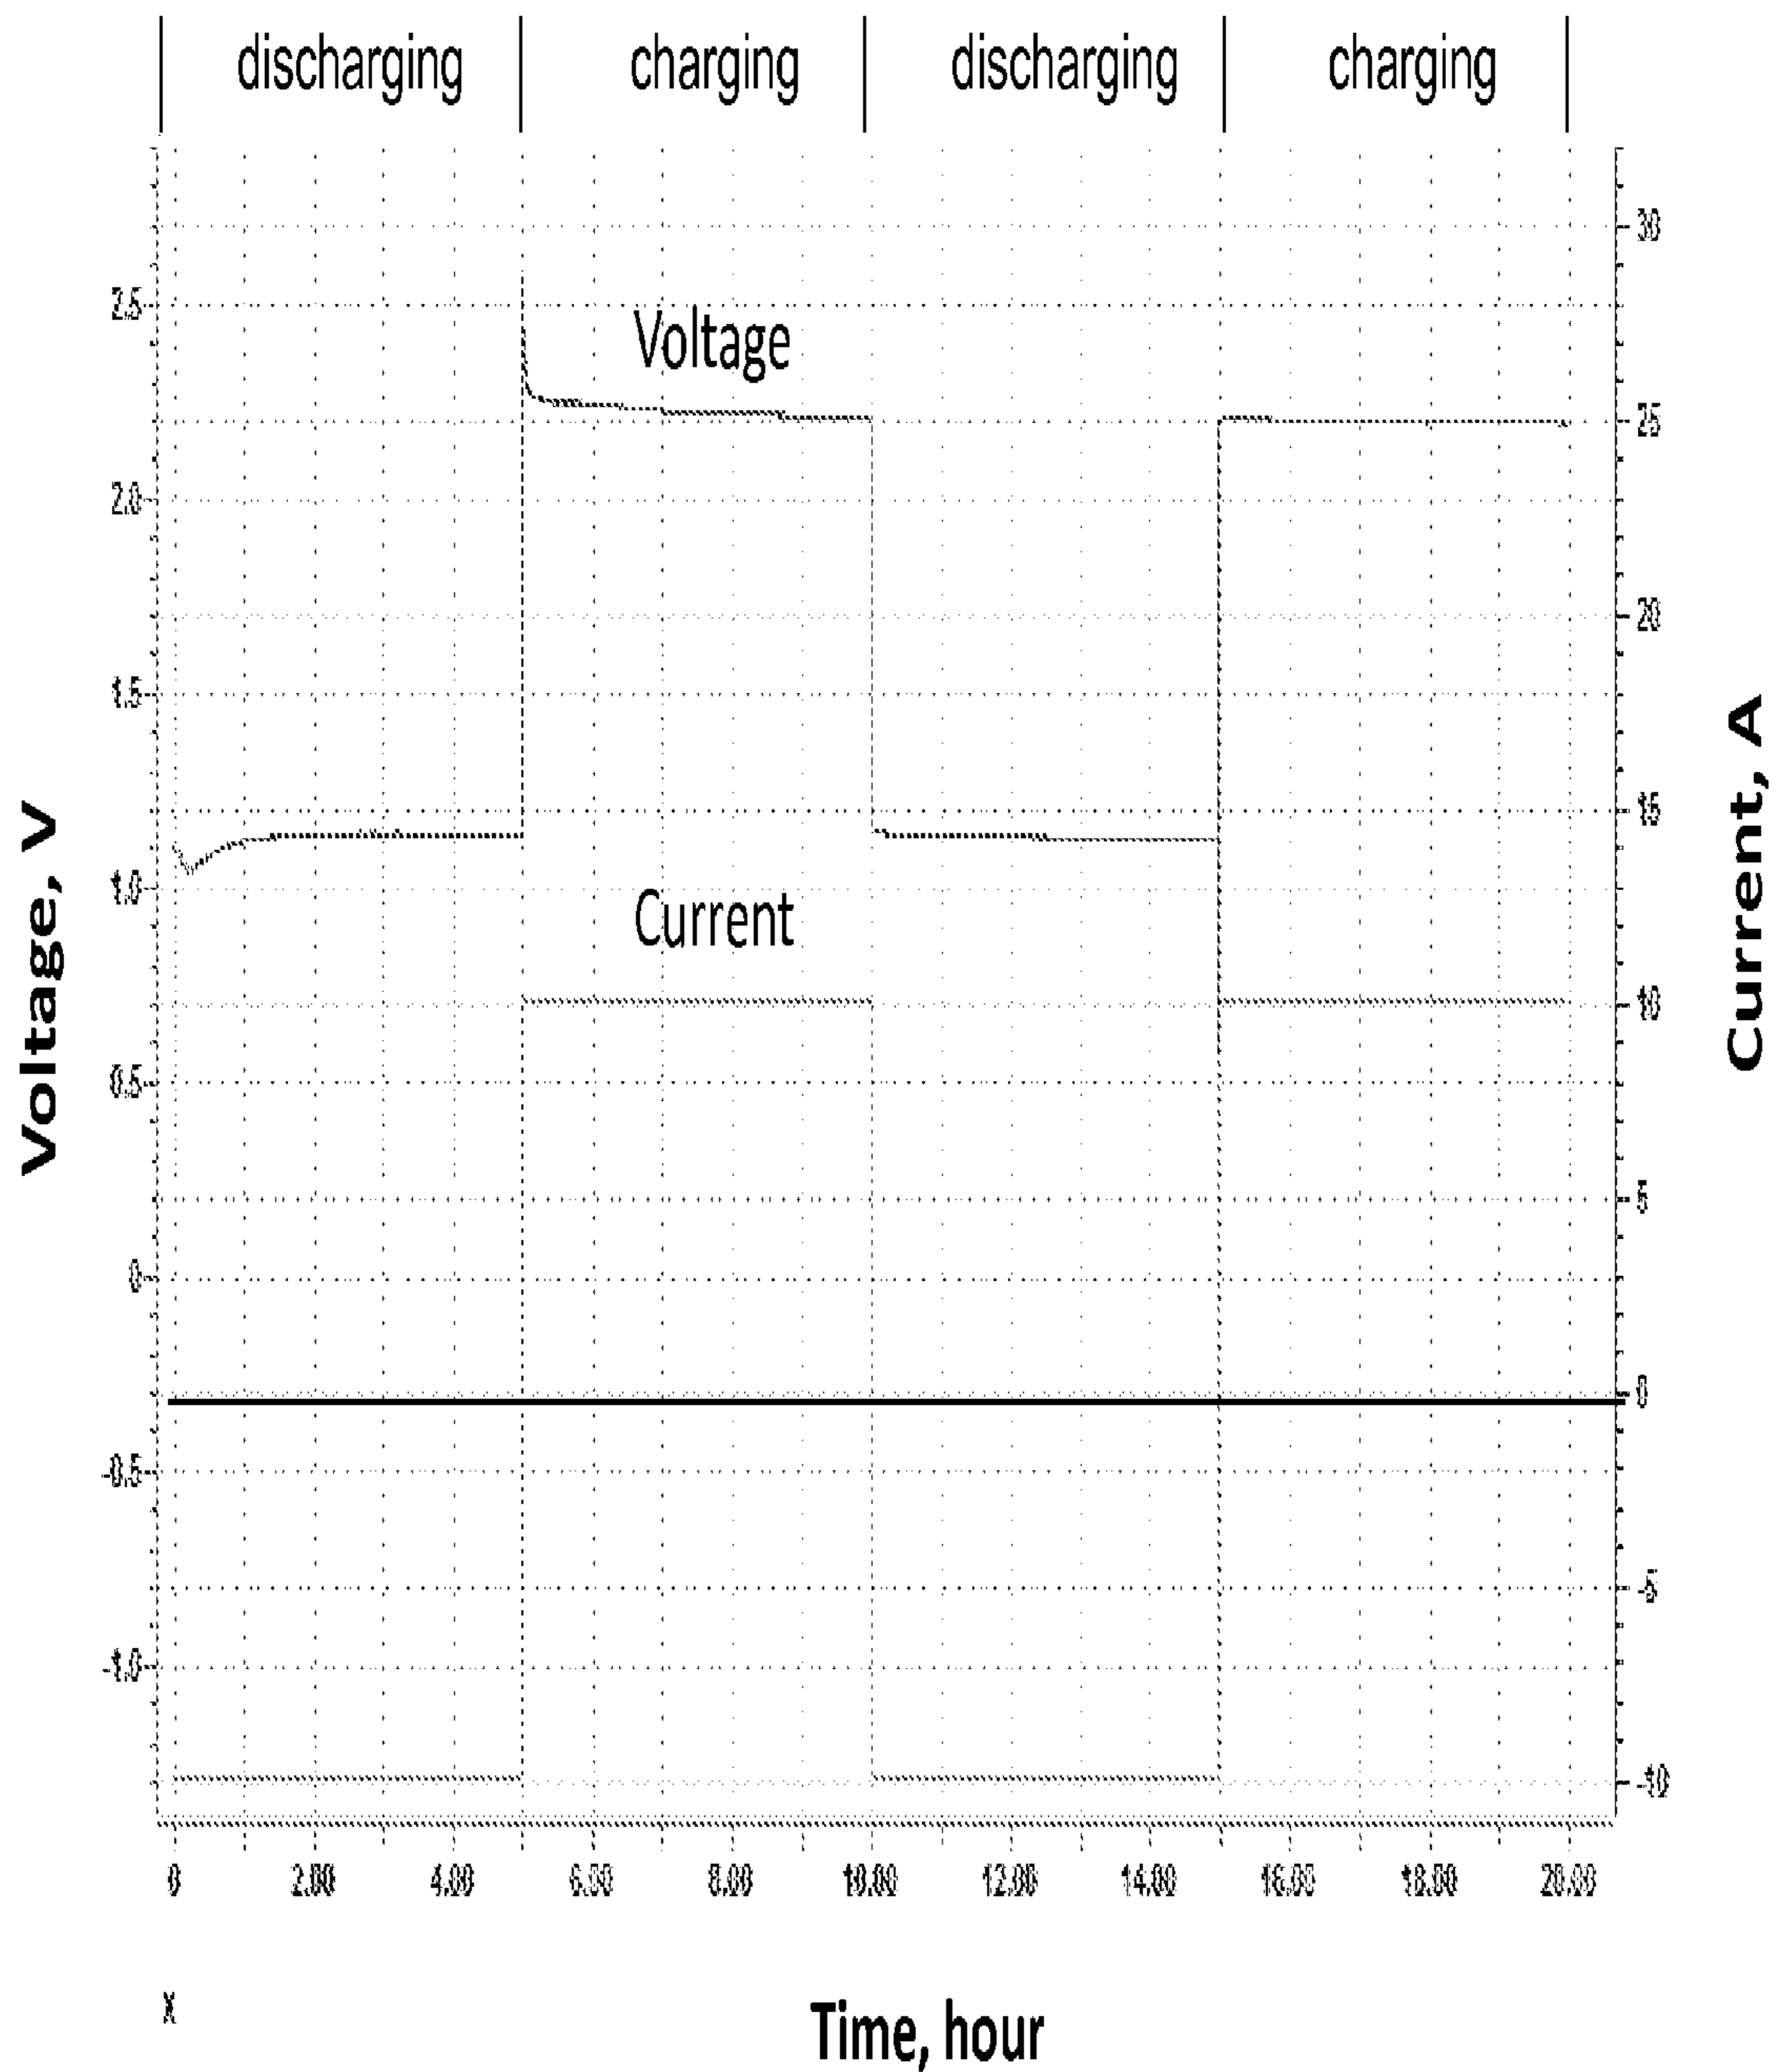 discharging charging discharging charging
30
2.5
Voltage
25
2.0
20
1.5
15
1.0
Current
10
0.5
5
0
0
-0.5
-5
-1.0
-10
Voltage, V
Current, A
0 2.00 4.00 6.00 8.00 10.00 12.00 14.00 16.00 18.00 20.00
X
Time, hour